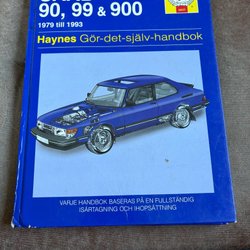 90, 99 & 900
1979 till 1993
Haynes Gör-det-själv-handbok
VARJE HANDBOK BASERAS PÅ EN FULLSTÄNDIG
ISÄRTAGNING OCH IHOPSÄTTNING